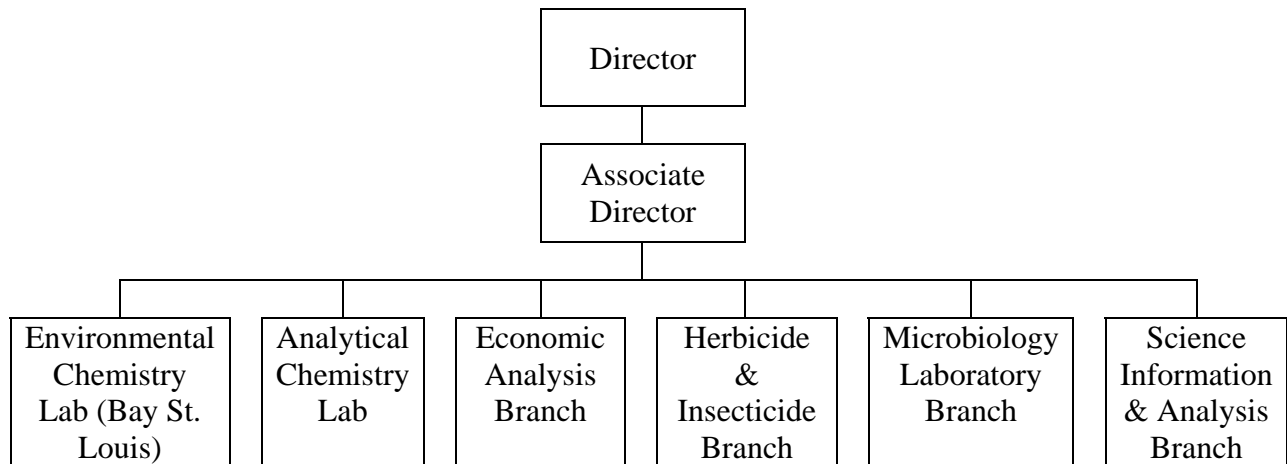 Director
Associate
Director
Environmental
Chemistry
Lab (Bay St.
Louis)
Analytical
Chemistry
Lab
Economic
Analysis
Branch
Herbicide
&
Insecticide
Branch
Microbiology
Laboratory
Branch
Science
Information
& Analysis
Branch